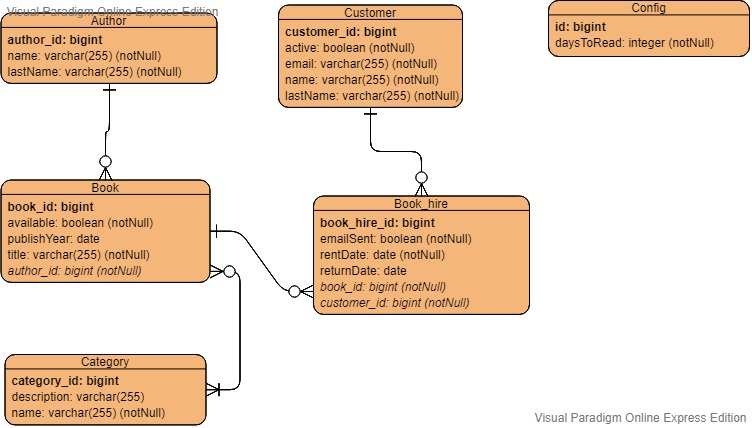 Visual Paradigm Online Express Edition
Author
author_id: bigint
name: varchar(255) (notNull)
lastName: varchar(255) (notNull)
Customer
customer_id: bigint
active: boolean (notNull)
email: varchar(255) (notNull)
name: varchar(255) (notNull)
lastName: varchar(255) (notNull)
Config
id: bigint
daysToRead: integer (notNull)
Book
book_id: bigint
available: boolean (notNull)
publishYear: date
title: varchar(255) (notNull)
author_id: bigint (notNull)
Book_hire
book_hire_id: bigint
emailSent: boolean (notNull)
rentDate: date (notNull)
returnDate: date
book_id: bigint (notNull)
customer_id: bigint (notNull)
Category
category_id: bigint
description: varchar(255)
name: varchar(255) (notNull)
Visual Paradigm Online Express Edition